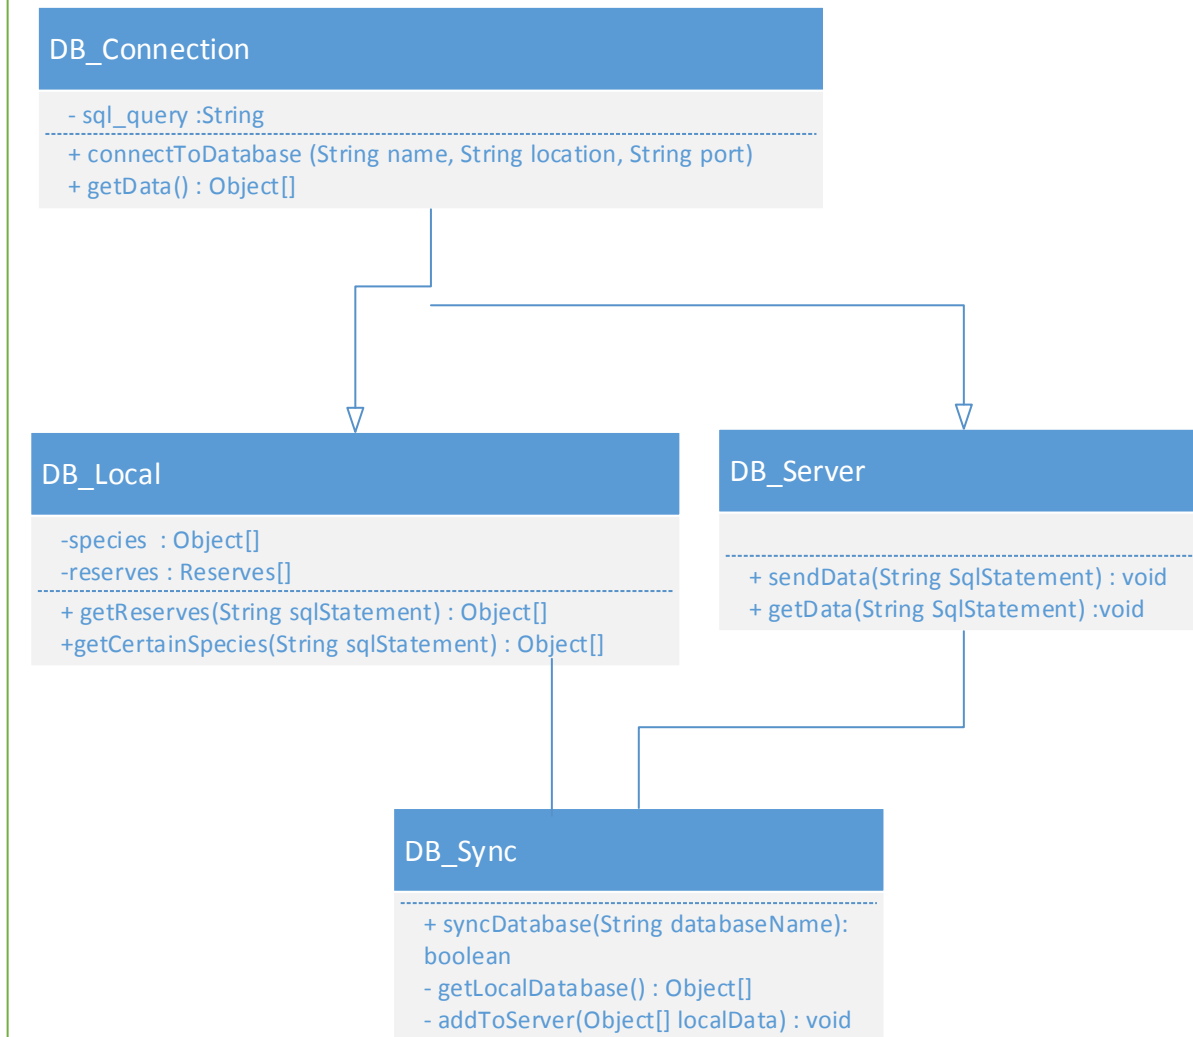 DB_Connection
- sql_query :String
+ connectToDatabase (String name, String location, String port)
+ getData() : Object[]
DB_Local
-species : Object[]
-reserves : Reserves[]
+ getReserves(String sqlStatement) : Object[]
+getCertainSpecies(String sqlStatement) : Object[]
DB_Server
+ sendData(String SqlStatement) : void
+ getData(String SqlStatement) :void
DB_Sync
+ syncDatabase(String databaseName):
boolean
- getLocalDatabase() : Object[]
- addToServer(Object[] localData) : void